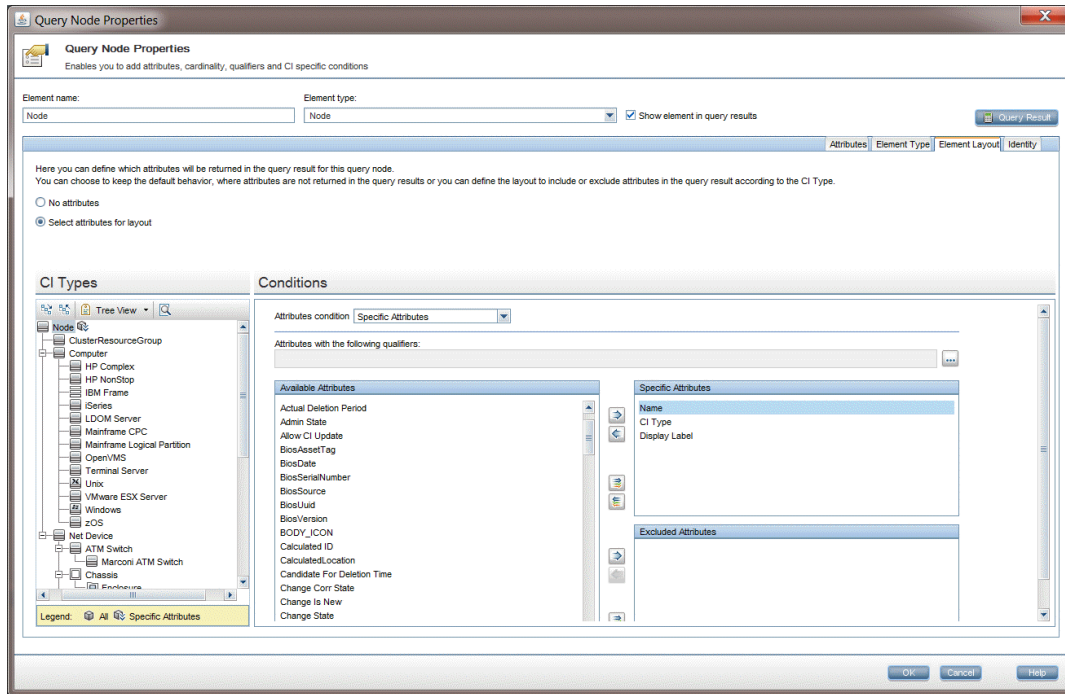 Query Node Properties
X
Query Node Properties
Enables you to add attributes, cardinality, qualifiers and CI specific conditions
Element name:
Element type:
Node
Node
Show element in query results
Query Result
Attributes
Element Type
Element Layout
Identity
Here you can define which attributes will be returned in the query result for this query node.
You can choose to keep the default behavior, where attributes are not returned in the query results or you can define the layout to include or exclude attributes in the query result according to the CI Type.
No attributes
Select attributes for layout
CI Types
Tree View
Node
ClusterResourceGroup
Computer
HP Complex
HP NonStop
IBM Frame
iSeries
LDOM Server
Mainframe CPC
Mainframe Logical Partition
OpenVMS
Terminal Server
Unix
VMware ESX Server
Windows
zOS
Net Device
ATM Switch
Marconi ATM Switch
Chassis
Enclosure
Legend: All Specific Attributes
Conditions
Attributes condition Specific Attributes
Attributes with the following qualifiers:
...
Available Attributes
Actual Deletion Period
Admin State
Allow CI Update
BiosAssetTag
BiosDate
BiosSerialNumber
BiosSource
BiosUuid
BiosVersion
BODY_ICON
Calculated ID
CalculatedLocation
Candidate For Deletion Time
Change Corr State
Change Is New
Change State
Specific Attributes
Name
CI Type
Display Label
Excluded Attributes
OK
Cancel
Help